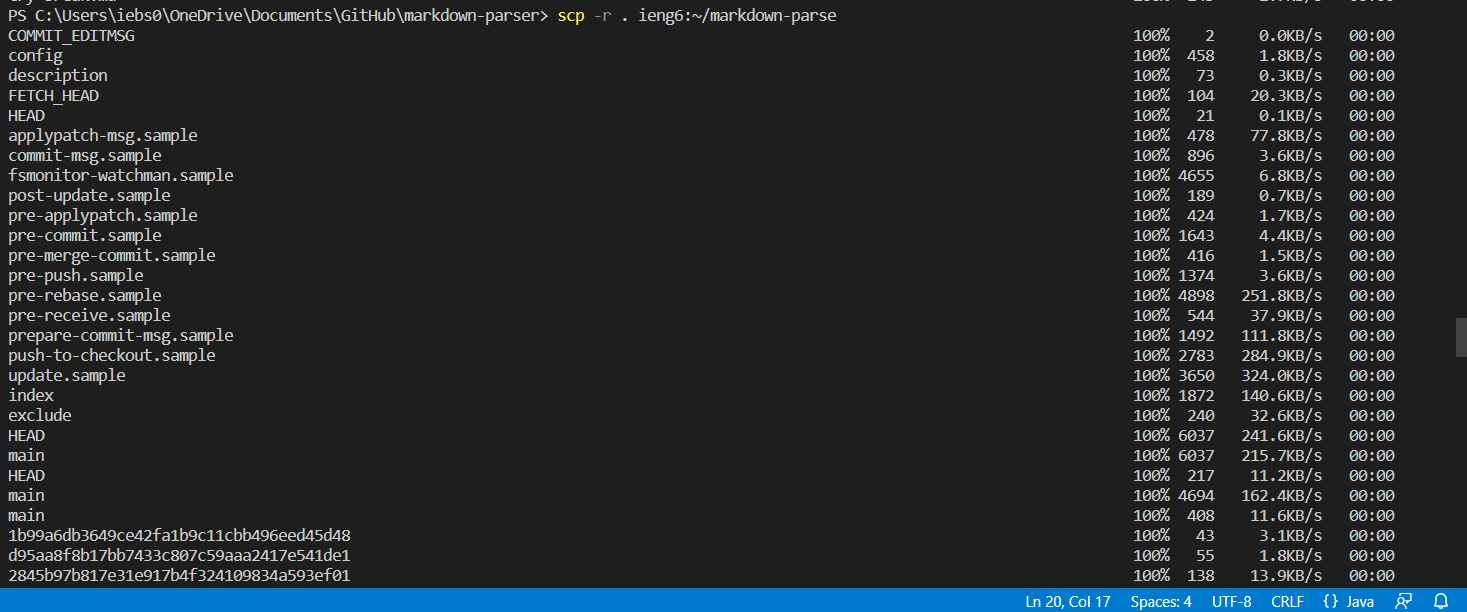 PS C:\Users\iebs0\OneDrive\Documents\GitHub\markdown-parser> scp -r . ieng6:~/markdown-parse
COMMIT_EDITMSG 100% 2 0.0KB/s 00:00
config 100% 458 1.8KB/s 00:00
description 100% 73 0.3KB/s 00:00
FETCH_HEAD 100% 104 20.3KB/s 00:00
HEAD 100% 21 0.1KB/s 00:00
applypatch-msg.sample 100% 478 77.8KB/s 00:00
commit-msg.sample 100% 896 3.6KB/s 00:00
fsmonitor-watchman.sample 100% 4655 6.8KB/s 00:00
post-update.sample 100% 189 0.7KB/s 00:00
pre-applypatch.sample 100% 424 1.7KB/s 00:00
pre-commit.sample 100% 1643 4.4KB/s 00:00
pre-merge-commit.sample 100% 416 1.5KB/s 00:00
pre-push.sample 100% 1374 3.6KB/s 00:00
pre-rebase.sample 100% 4898 251.8KB/s 00:00
pre-receive.sample 100% 544 37.9KB/s 00:00
prepare-commit-msg.sample 100% 1492 111.8KB/s 00:00
push-to-checkout.sample 100% 2783 284.9KB/s 00:00
update.sample 100% 3650 324.0KB/s 00:00
index 100% 1872 140.6KB/s 00:00
exclude 100% 240 32.6KB/s 00:00
HEAD 100% 6037 241.6KB/s 00:00
main 100% 6037 215.7KB/s 00:00
HEAD 100% 217 11.2KB/s 00:00
main 100% 4694 162.4KB/s 00:00
main 100% 408 11.6KB/s 00:00
1b99a6db3649ce42fa1b9c11cbb496eed45d48 100% 43 3.1KB/s 00:00
d95aa8f8b17bb7433c807c59aaa2417e541de1 100% 55 1.8KB/s 00:00
2845b97b817e31e917b4f324109834a593ef01 100% 138 13.9KB/s 00:00
Ln 20, Col 17 Spaces: 4 UTF-8 CRLF {} Java